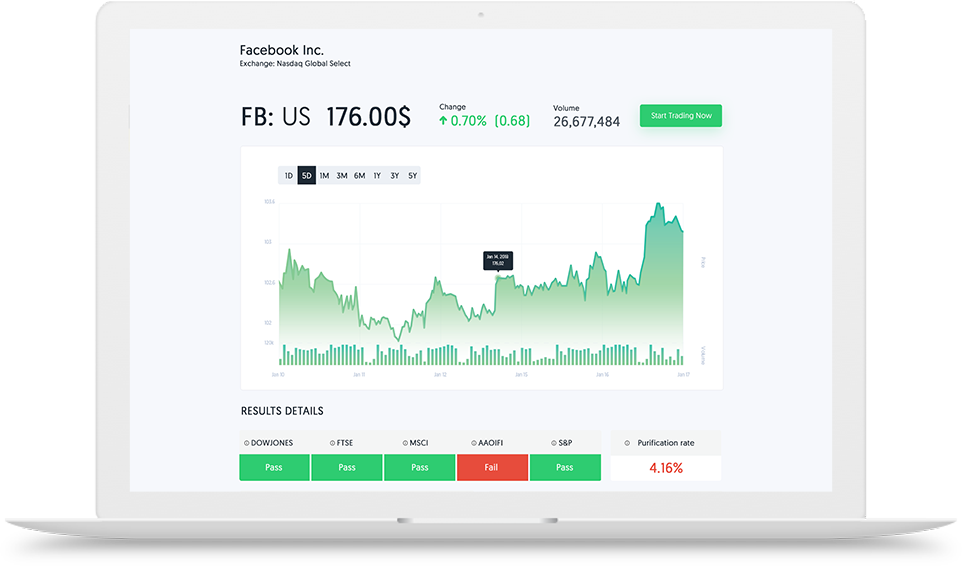 Facebook Inc.
Exchange: Nasdaq Global Select
FB: US 176.00$
Change
0.70% (0.68)
Volume
26,677,484
Start Trading Now
1D 5D 1M 3M 6M 1Y 3Y 5Y
103.6
103
102.6
102
101k
Jan 14, 2018
176,02
Price
Volume
Jan 10 Jan 11 Jan 12 Jan 15 Jan 16 Jan 17
RESULTS DETAILS
DOWJONES FTSE MSCI AAOIFI S&P Purification rate
Pass Pass Pass Fail Pass 4.16%